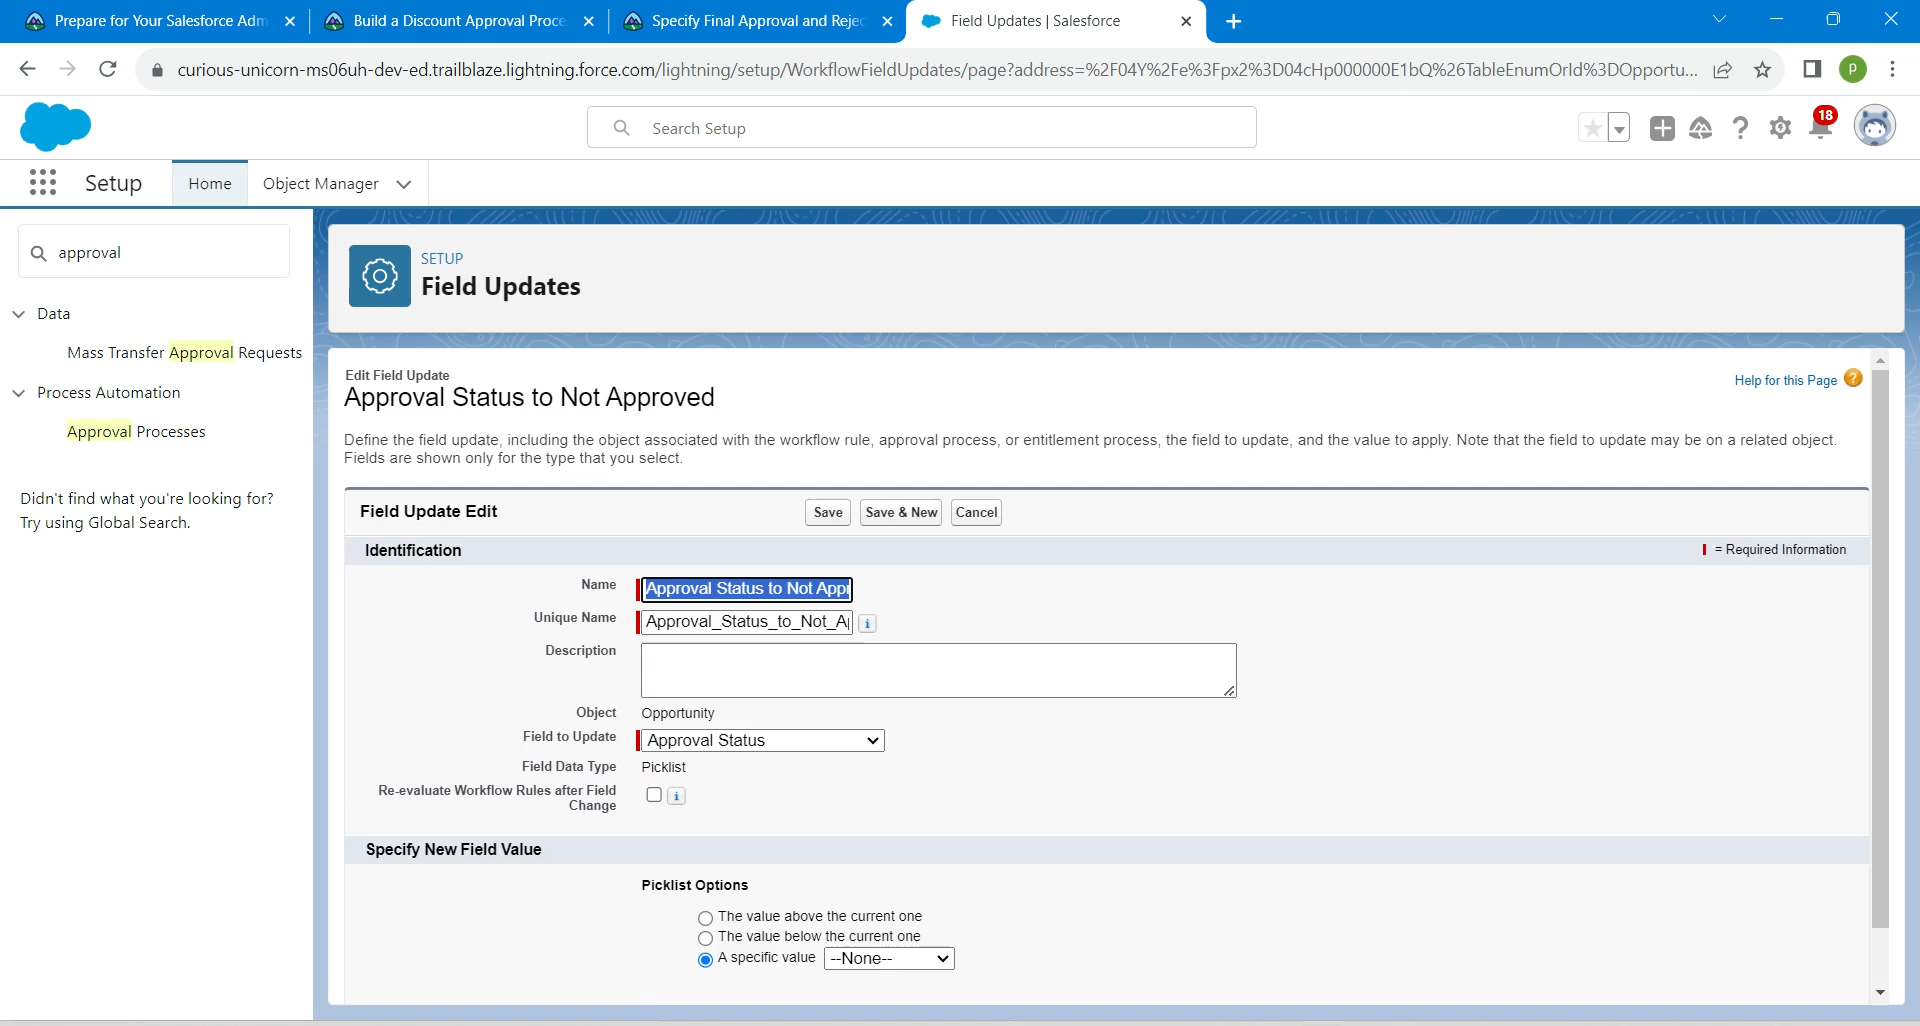 Prepare for Your Salesforce Adm
Build a Discount Approval Proce
Specify Final Approval and Rejec
Field Updates | Salesforce
curious-unicorn-ms06uh-dev-ed.trailblaze.lightning.force.com/lightning/setup/WorkflowFieldUpdates/page?address=%2F04Y%2Fe%3Fpx2%3D04cHp000000E1bQ%26TableEnumOrId%3DOpportu...
P
Search Setup
18
Setup
Home
Object Manager
approval
Data
Mass Transfer Approval Requests
Process Automation
Approval Processes
Didn't find what you're looking for?
Try using Global Search.
SETUP
Field Updates
Edit Field Update
Approval Status to Not Approved
Help for this Page ?
Define the field update, including the object associated with the workflow rule, approval process, or entitlement process, the field to update, and the value to apply. Note that the field to update may be on a related object.
Fields are shown only for the type that you select.
Field Update Edit
Save
Save & New
Cancel
Identification
= Required Information
Name
Approval Status to Not Appr
Unique Name
Approval_Status_to_Not_A
i
Description
Object
Opportunity
Field to Update
Approval Status
Field Data Type
Picklist
Re-evaluate Workflow Rules after Field
Change
i
Specify New Field Value
Picklist Options
The value above the current one
The value below the current one
A specific value
--None--